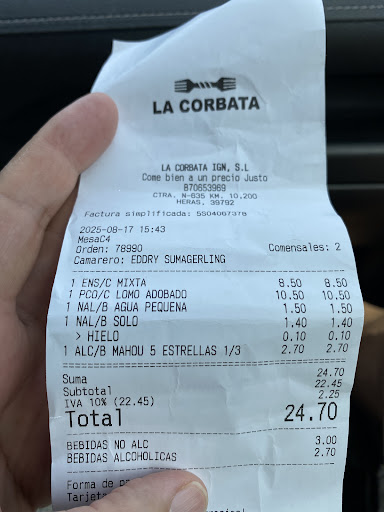 LA CORBATA
LA CORBATA IGN, S.L
Come bien a un precio Justo
B70653969
CTRA. N-635 KM. 10,200
HERAS, 39792
Factura simplificada: 5S04007378
2025-08-17 15:43
MesaC4
Orden: 78990 Comensales: 2
Camarero: EDDRY SUMAGERLING
1 ENS/C MIXTA 8.50 8.50
1 PCO/C LOMO ADOBADO 10.50 10.50
1 NAL/B AGUA PEQUENA 1.50 1.50
1 NAL/B SOLO 1.40 1.40
> HIELO 0.10 0.10
1 ALC/B MAHOU 5 ESTRELLAS 1/3 2.70 2.70
Suma 24.70
Subtotal 22.45
IVA 10% (22.45) 2.25
Total 24.70
BEBIDAS NO ALC 3.00
BEBIDAS ALCOHOLICAS 2.70
Forma de
Tarjeta